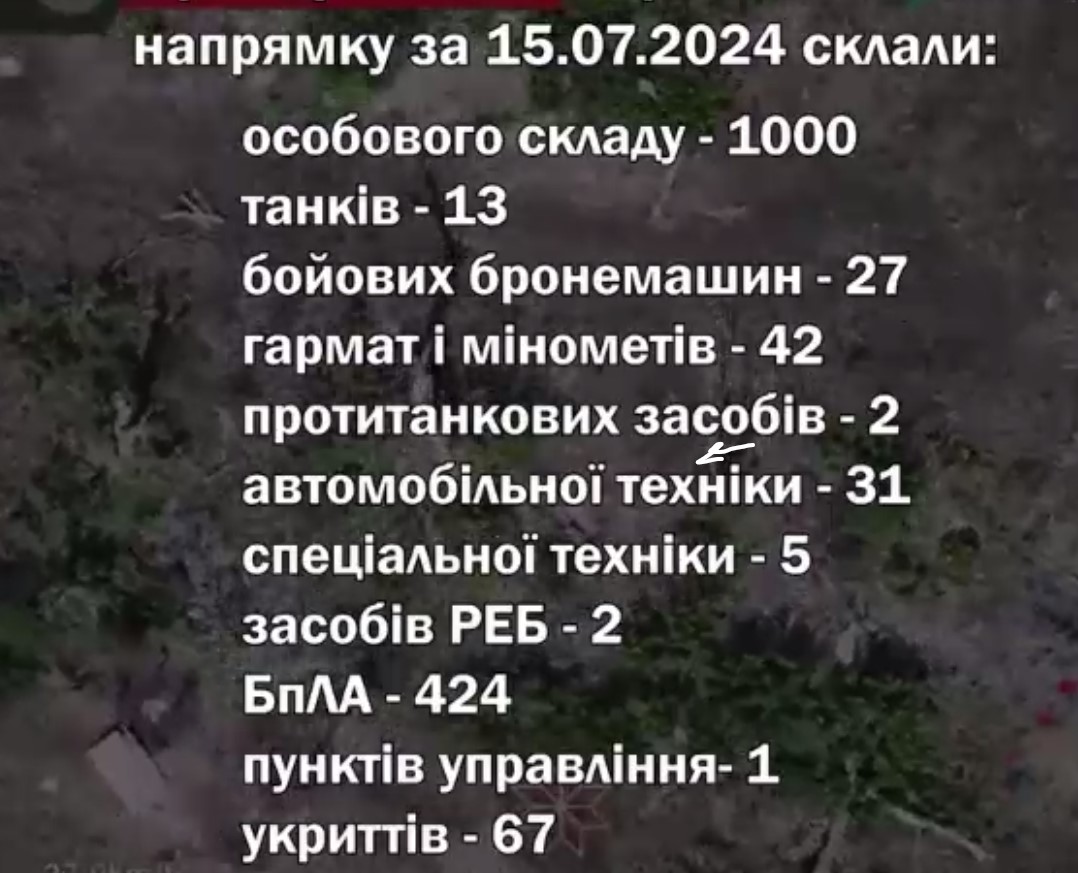 напрямку за 15.07.2024 склали:
особового складу - 1000
танків - 13
бойових бронемашин - 27
гармат і мінометів - 42
протитанкових засобів - 2
автомобільної техніки - 31
спеціальної техніки - 5
засобів РЕБ - 2
БпЛА - 424
пунктів управління- 1
укриттів - 67